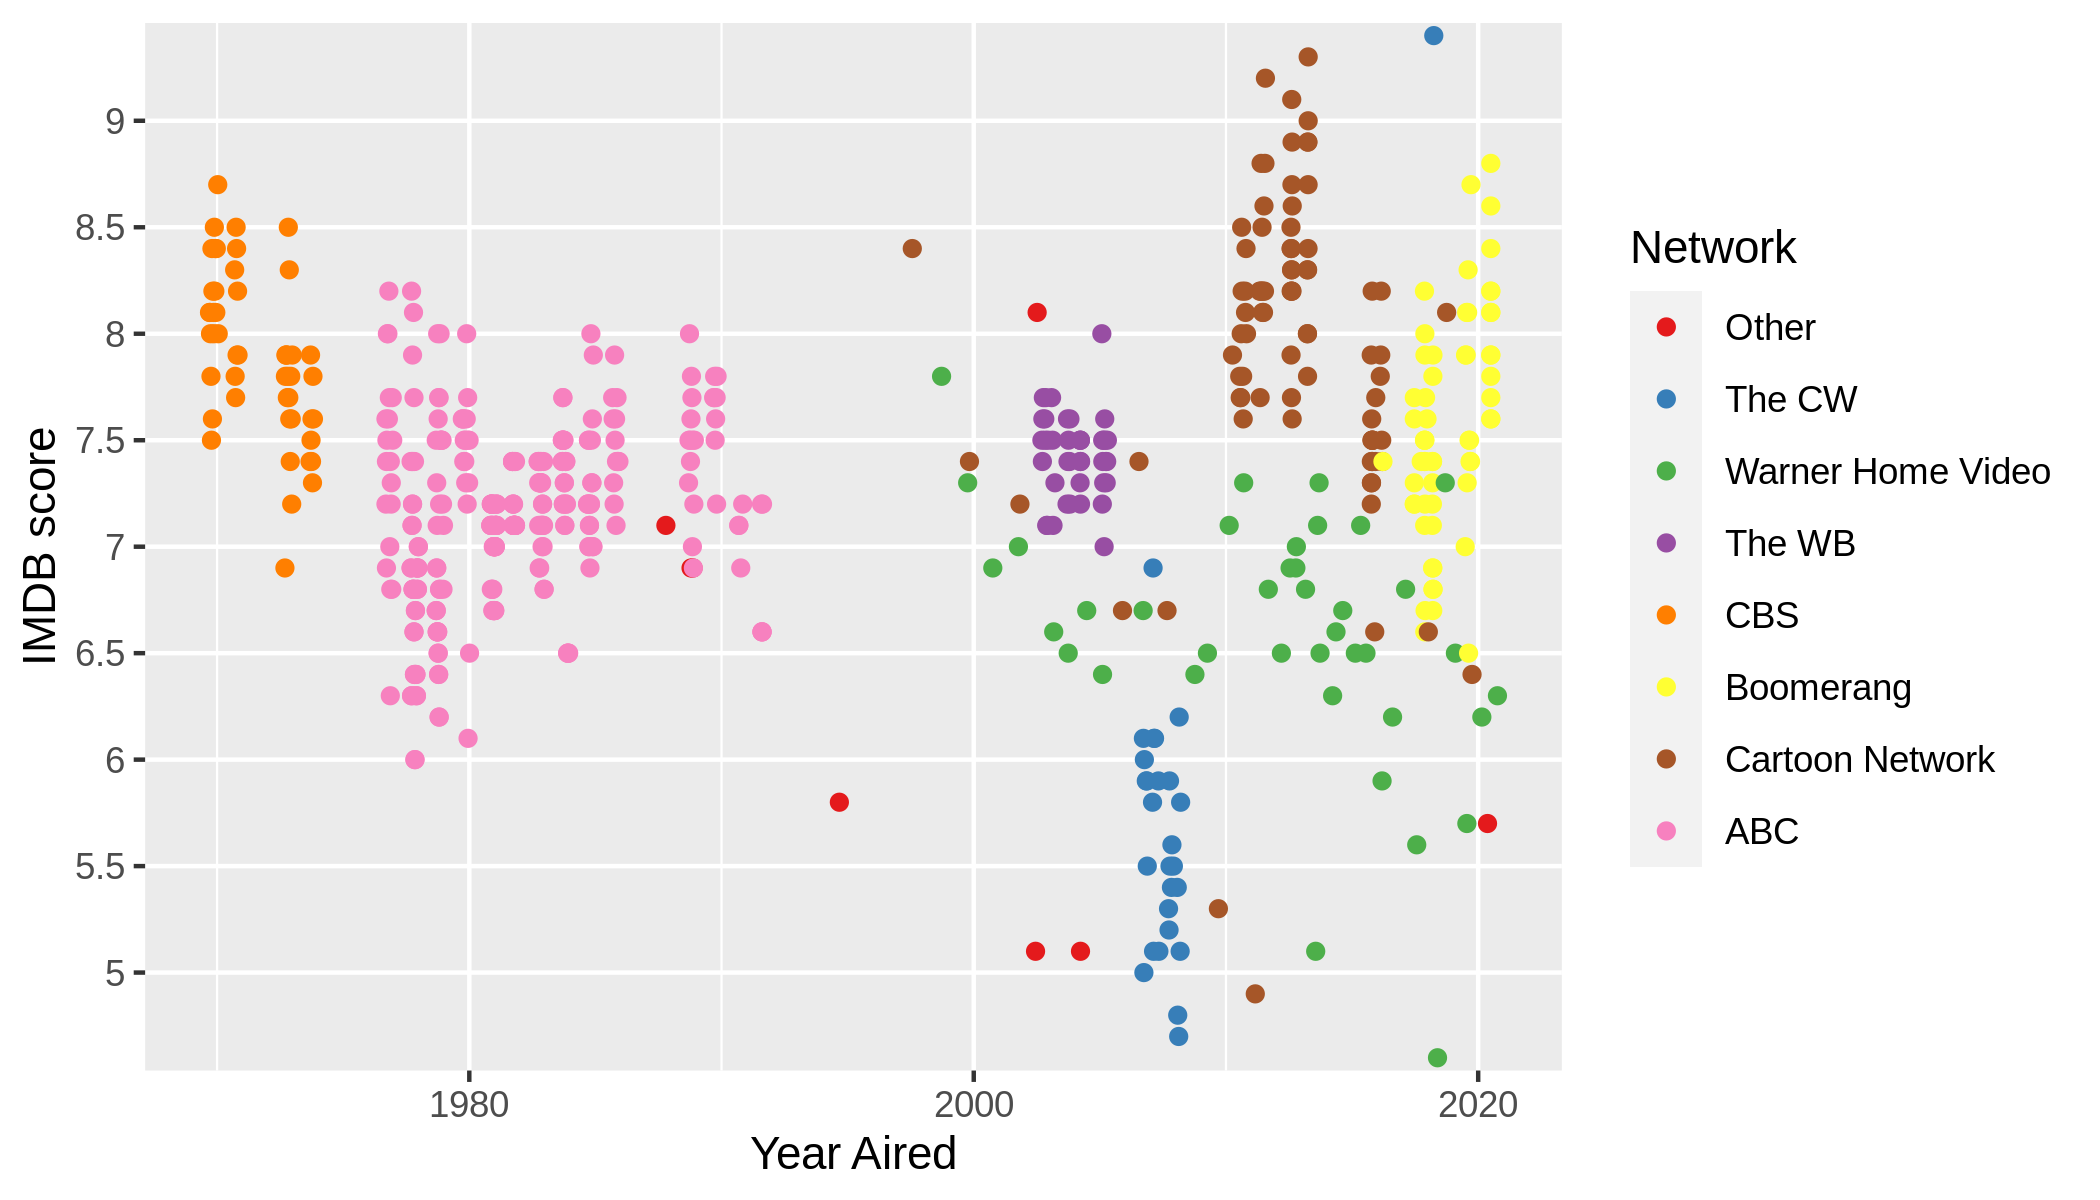 9
8.5
8
7.5
7
6.5
6
5.5
5
IMDB score
1980
2000
2020
Year Aired
Network
Other
The CW
Warner Home Video
The WB
CBS
Boomerang
Cartoon Network
ABC